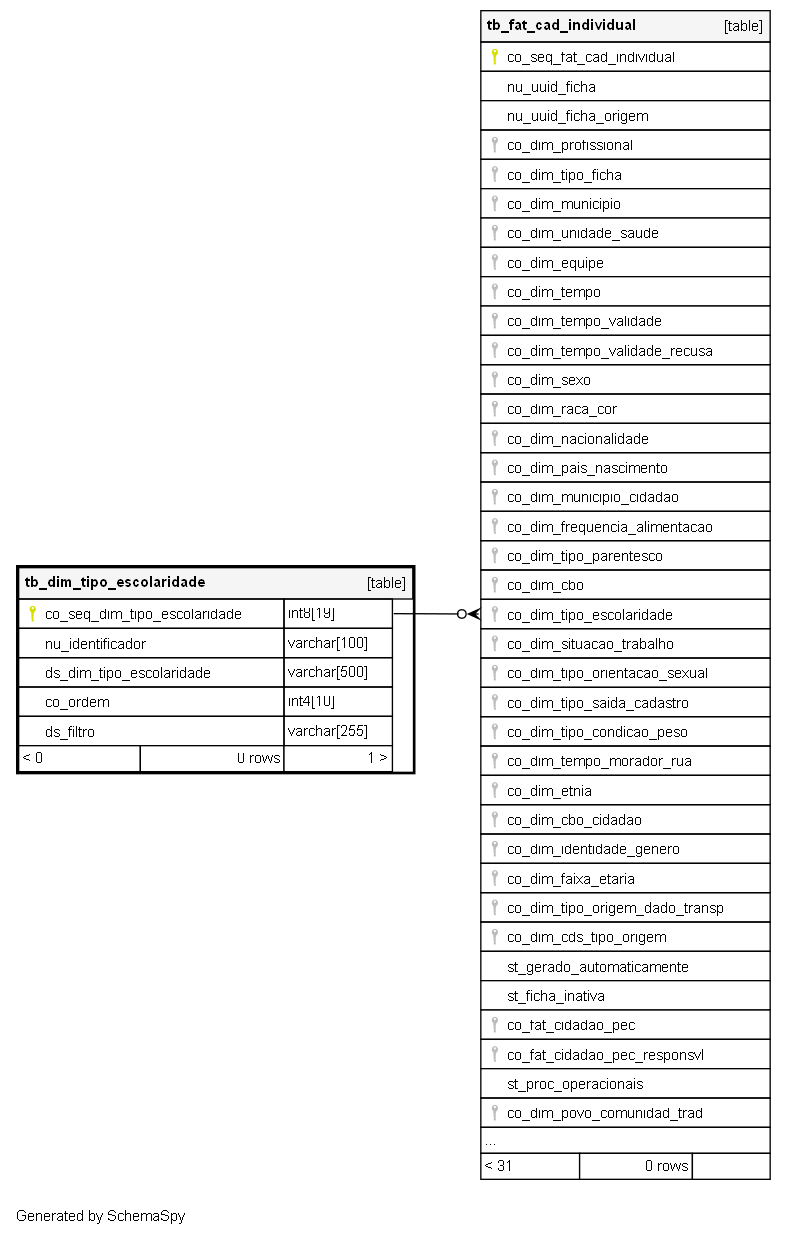 tb_fat_cad_individual [table]
co_seq_fat_cad_individual
nu_uuid_ficha
nu_uuid_ficha_origem
co_dim_profissional
co_dim_tipo_ficha
co_dim_municipio
co_dim_unidade_saude
co_dim_equipe
co_dim_tempo
co_dim_tempo_validade
co_dim_tempo_validade_recusa
co_dim_sexo
co_dim_raca_cor
co_dim_nacionalidade
co_dim_pais_nascimento
co_dim_municipio_cidadao
co_dim_frequencia_alimentacao
co_dim_tipo_parentesco
co_dim_cbo
co_dim_tipo_escolaridade
co_dim_situacao_trabalho
co_dim_tipo_orientacao_sexual
co_dim_tipo_saida_cadastro
co_dim_tipo_condicao_peso
co_dim_tempo_morador_rua
co_dim_etnia
co_dim_cbo_cidadao
co_dim_identidade_genero
co_dim_faixa_etaria
co_dim_tipo_origem_dado_transp
co_dim_cds_tipo_origem
st_gerado_automaticamente
st_ficha_inativa
co_fat_cidadao_pec
co_fat_cidadao_pec_responsvl
st_proc_operacionais
co_dim_povo_comunidad_trad
...
< 31 0 rows
tb_dim_tipo_escolaridade [table]
co_seq_dim_tipo_escolaridade int8[19]
nu_identificador varchar[100]
ds_dim_tipo_escolaridade varchar[500]
co_ordem int4[10]
ds_filtro varchar[255]
< 0 0 rows 1 >
Generated by SchemaSpy